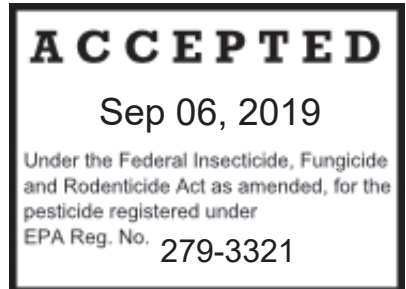 ACCEPTED
Sep 06, 2019
Under the Federal Insecticide, Fungicide
and Rodenticide Act as amended, for the
pesticide registered under
EPA Reg. No. 279-3321